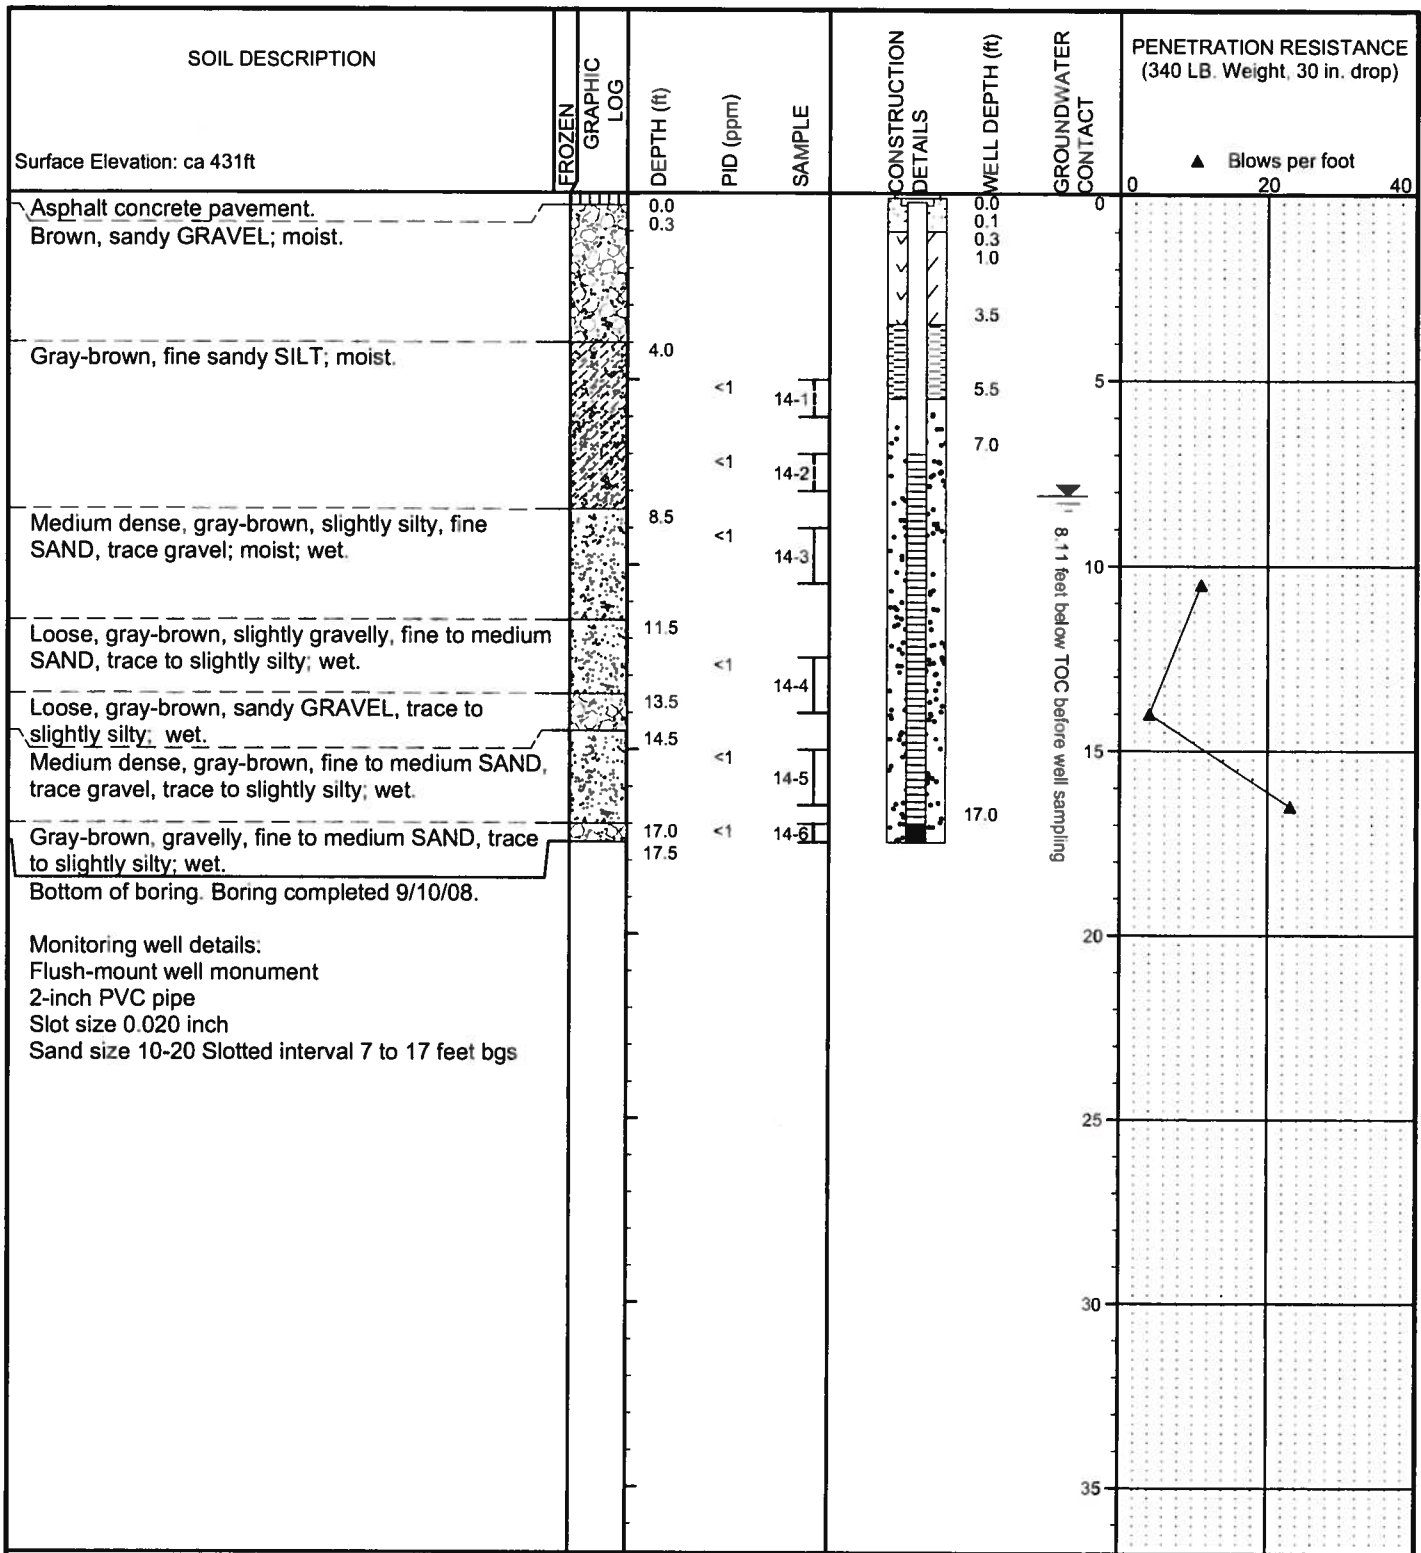 SOIL DESCRIPTION
Surface Elevation: ca 431ft
FROZEN
GRAPHIC
LOG
DEPTH (ft)
PID (ppm)
SAMPLE
CONSTRUCTION
DETAILS
WELL DEPTH (ft)
GROUNDWATER
CONTACT
PENETRATION RESISTANCE
(340 LB. Weight, 30 in. drop)
▲ Blows per foot
0 20 40
Asphalt concrete pavement.
Brown, sandy GRAVEL; moist.
Gray-brown, fine sandy SILT; moist.
Medium dense, gray-brown, slightly silty, fine
SAND, trace gravel; moist; wet.
Loose, gray-brown, slightly gravelly, fine to medium
SAND, trace to slightly silty; wet.
Loose, gray-brown, sandy GRAVEL, trace to
slightly silty; wet.
Medium dense, gray-brown, fine to medium SAND,
trace gravel, trace to slightly silty; wet.
Gray-brown, gravelly, fine to medium SAND, trace
to slightly silty; wet.
Bottom of boring. Boring completed 9/10/08.
Monitoring well details:
Flush-mount well monument
2-inch PVC pipe
Slot size 0.020 inch
Sand size 10-20 Slotted interval 7 to 17 feet bgs
0.0
0.3
4.0
8.5
11.5
13.5
14.5
17.0
17.5
<1
<1
<1
<1
<1
<1
14-1
14-2
14-3
14-4
14-5
14-6
0.0
0.1
0.3
1.0
3.5
5.5
7.0
17.0
8.11 feet below TOC before well sampling
0
5
10
15
20
25
30
35